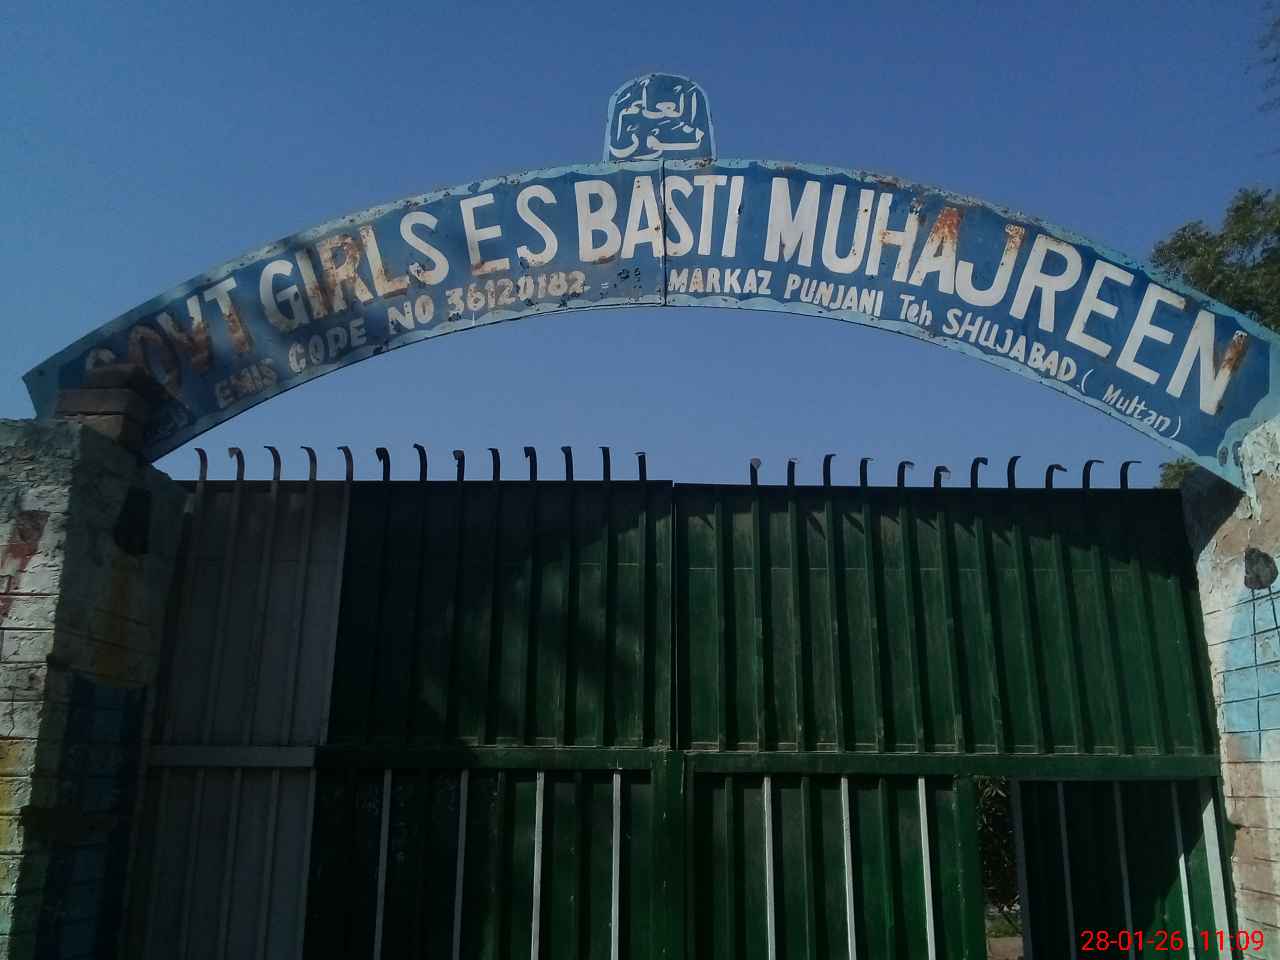 العلم
نور
GOVT GIRLS ES BASTI MUHAJREEN
EMIS CODE NO 36120182 MARKAZ PUNJANI Teh SHUJABAD (Multan)
28-01-26 11:09